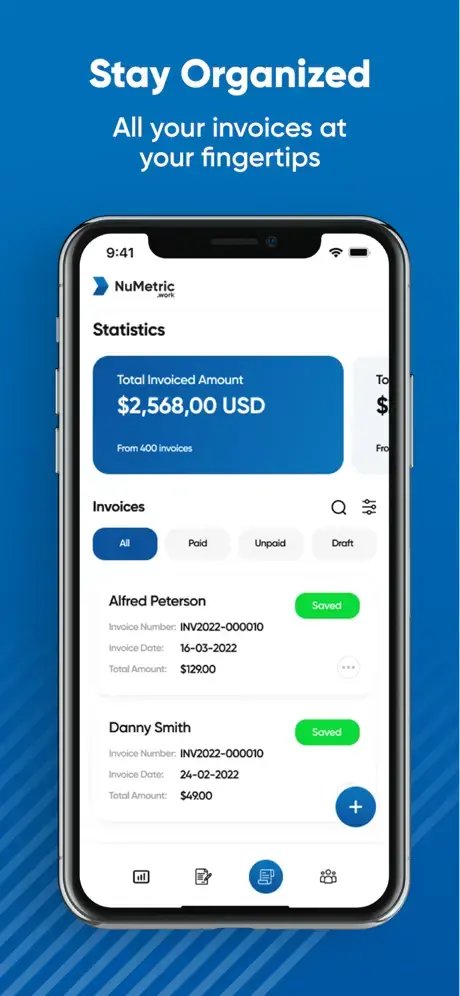 Stay Organized
All your invoices at
your fingertips
9:41
NuMetric
.work
Statistics
Total Invoiced Amount
$2,568,00 USD
From 400 invoices
To
$
Fro
Invoices
All
Paid
Unpaid
Draft
Alfred Peterson
Saved
Invoice Number: INV2022-000010
Invoice Date: 16-03-2022
Total Amount: $129.00
Danny Smith
Saved
Invoice Number: INV2022-000010
Invoice Date: 24-02-2022
Total Amount: $49.00